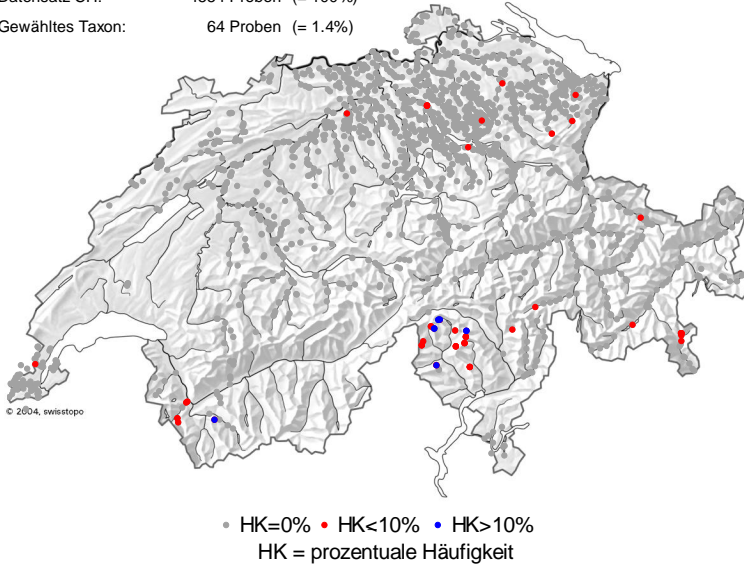 Gewähltes Taxon: 64 Proben (= 1.4%)
© 2004, swisstopo
HK=0% HK<10% HK>10%
HK = prozentuale Häufigkeit